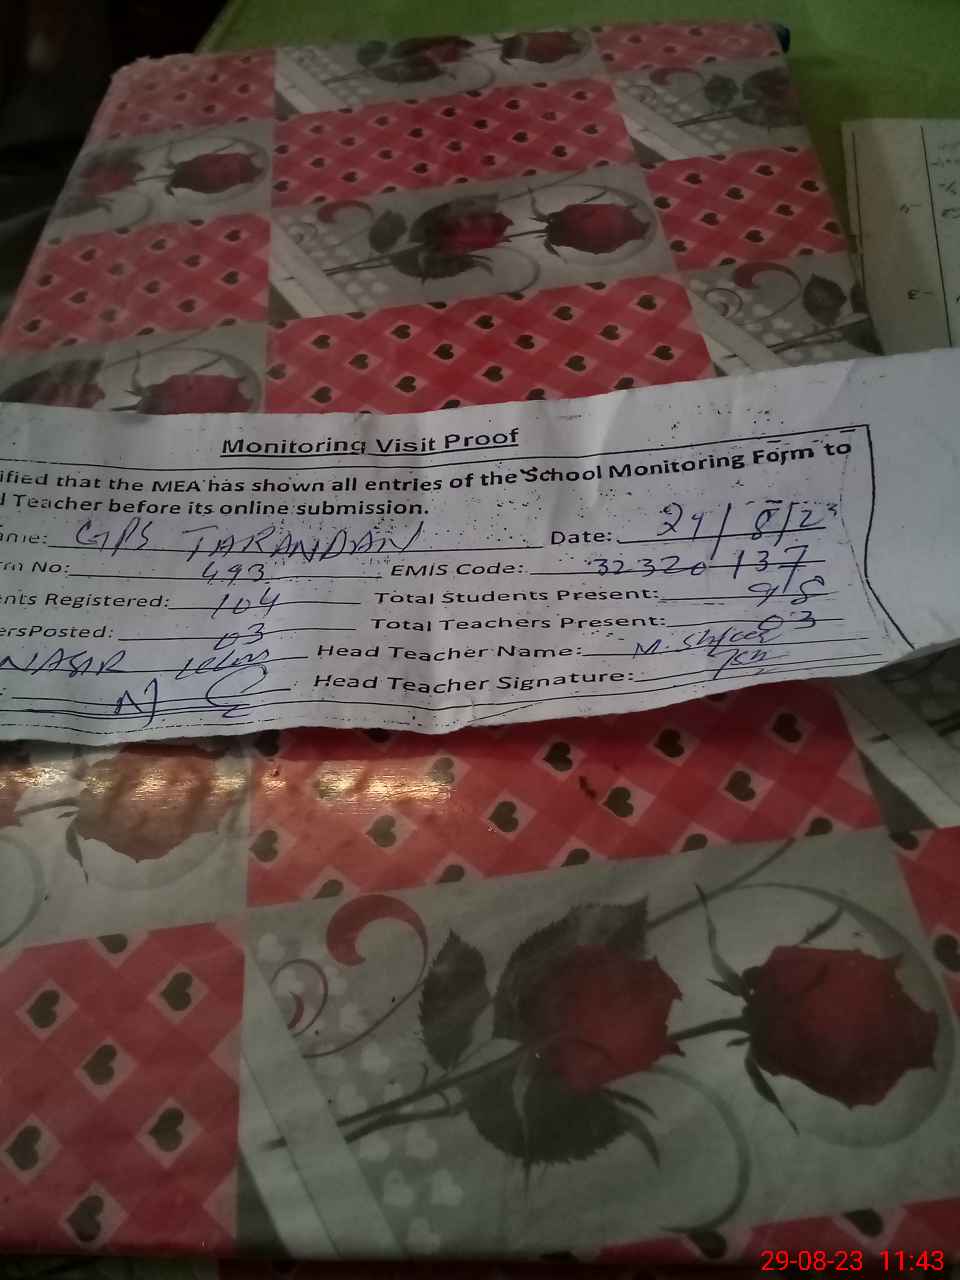 Monitoring Visit Proof
ified that the MEA has shown all entries of the School Monitoring Form to
d Teacher before its online submission.
ame: GPS TARANDAN Date: 29/8/23
rm No: 493 EMIS Code: 32320137
ents Registered: 104 Total Students Present: 98
ersPosted: 03 Total Teachers Present: 03
NASIR Head Teacher Name: M.
: Head Teacher Signature:
29-08-23 11:43